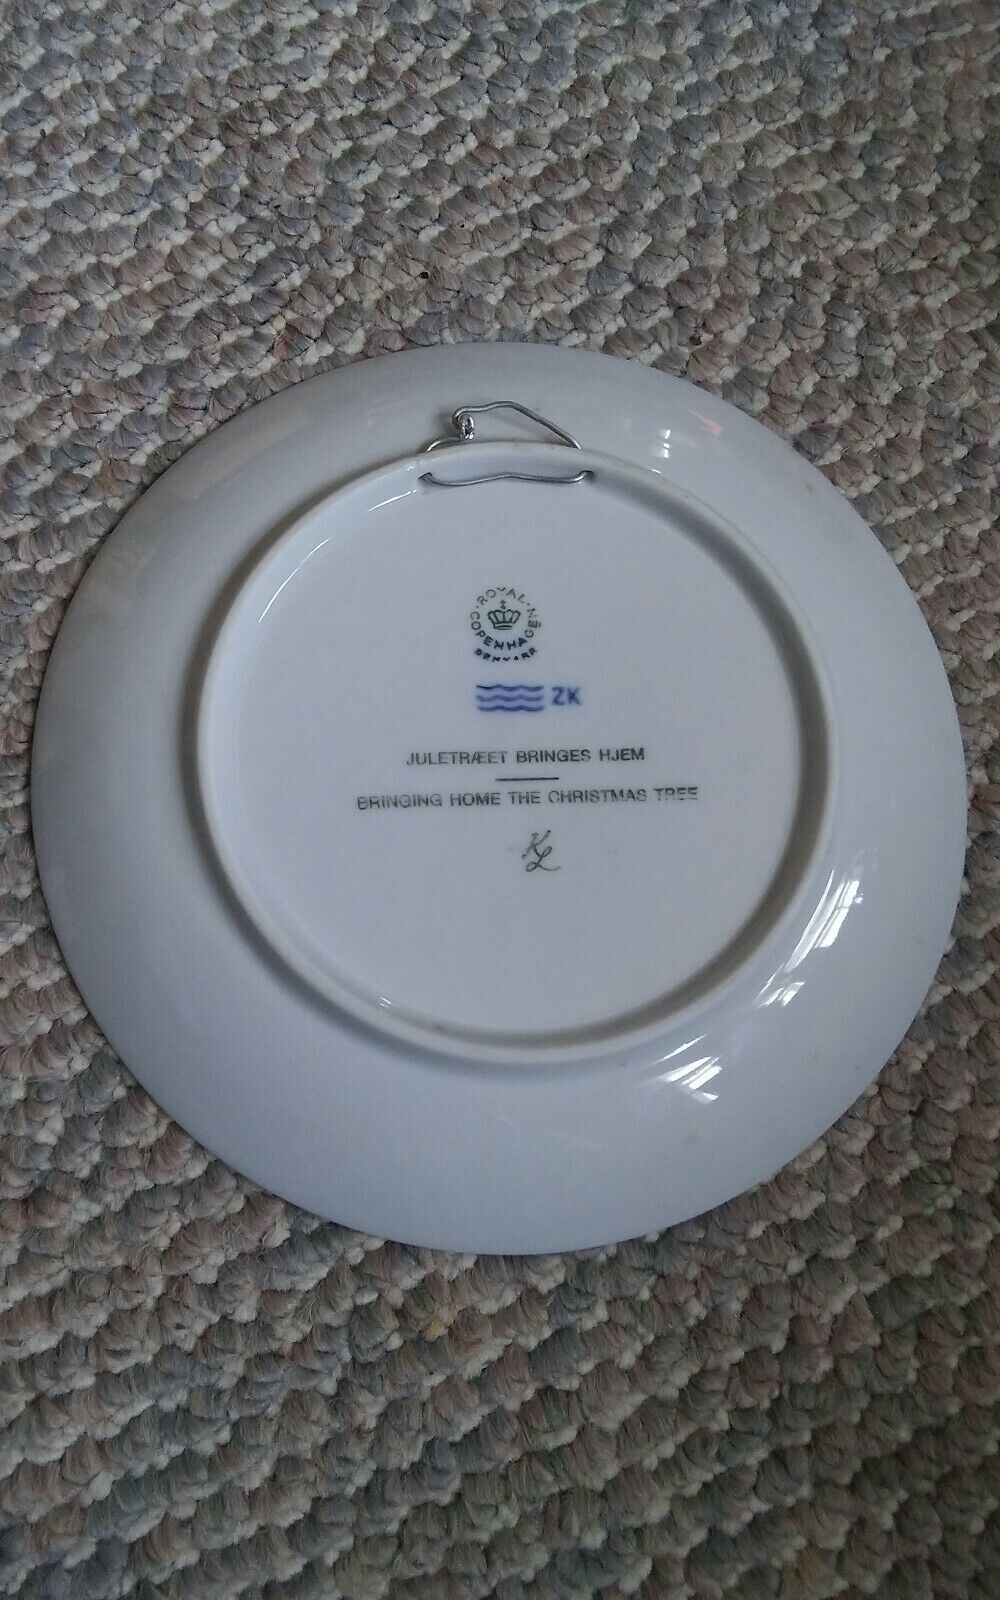 ROYAL
COPENHAGEN
DENMARK
ZK
JULETRÆET BRINGES HJEM
BRINGING HOME THE CHRISTMAS TREE
KL